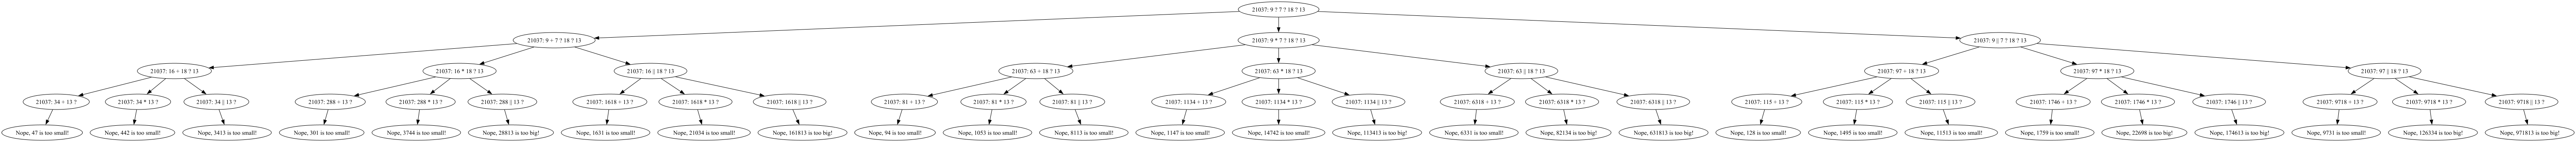 21037: 9 ? 7 ? 18 ? 13
21037: 9 + 7 ? 18 ? 13
21037: 9 * 7 ? 18 ? 13
21037: 9 || 7 ? 18 ? 13
21037: 16 + 18 ? 13
21037: 16 * 18 ? 13
21037: 16 || 18 ? 13
21037: 63 + 18 ? 13
21037: 63 * 18 ? 13
21037: 63 || 18 ? 13
21037: 97 + 18 ? 13
21037: 97 * 18 ? 13
21037: 97 || 18 ? 13
21037: 34 + 13 ?
21037: 34 * 13 ?
21037: 34 || 13 ?
21037: 288 + 13 ?
21037: 288 * 13 ?
21037: 288 || 13 ?
21037: 1618 + 13 ?
21037: 1618 * 13 ?
21037: 1618 || 13 ?
21037: 81 + 13 ?
21037: 81 * 13 ?
21037: 81 || 13 ?
21037: 1134 + 13 ?
21037: 1134 * 13 ?
21037: 1134 || 13 ?
21037: 6318 + 13 ?
21037: 6318 * 13 ?
21037: 6318 || 13 ?
21037: 115 + 13 ?
21037: 115 * 13 ?
21037: 115 || 13 ?
21037: 1746 + 13 ?
21037: 1746 * 13 ?
21037: 1746 || 13 ?
21037: 9718 + 13 ?
21037: 9718 * 13 ?
21037: 9718 || 13 ?
Nope, 47 is too small!
Nope, 442 is too small!
Nope, 3413 is too small!
Nope, 301 is too small!
Nope, 3744 is too small!
Nope, 28813 is too big!
Nope, 1631 is too small!
Nope, 21034 is too small!
Nope, 161813 is too big!
Nope, 94 is too small!
Nope, 1053 is too small!
Nope, 8113 is too small!
Nope, 1147 is too small!
Nope, 14742 is too small!
Nope, 113413 is too big!
Nope, 6331 is too small!
Nope, 82134 is too big!
Nope, 631813 is too big!
Nope, 128 is too small!
Nope, 1495 is too small!
Nope, 11513 is too small!
Nope, 1759 is too small!
Nope, 22698 is too big!
Nope, 174613 is too big!
Nope, 9731 is too small!
Nope, 126334 is too big!
Nope, 971813 is too big!